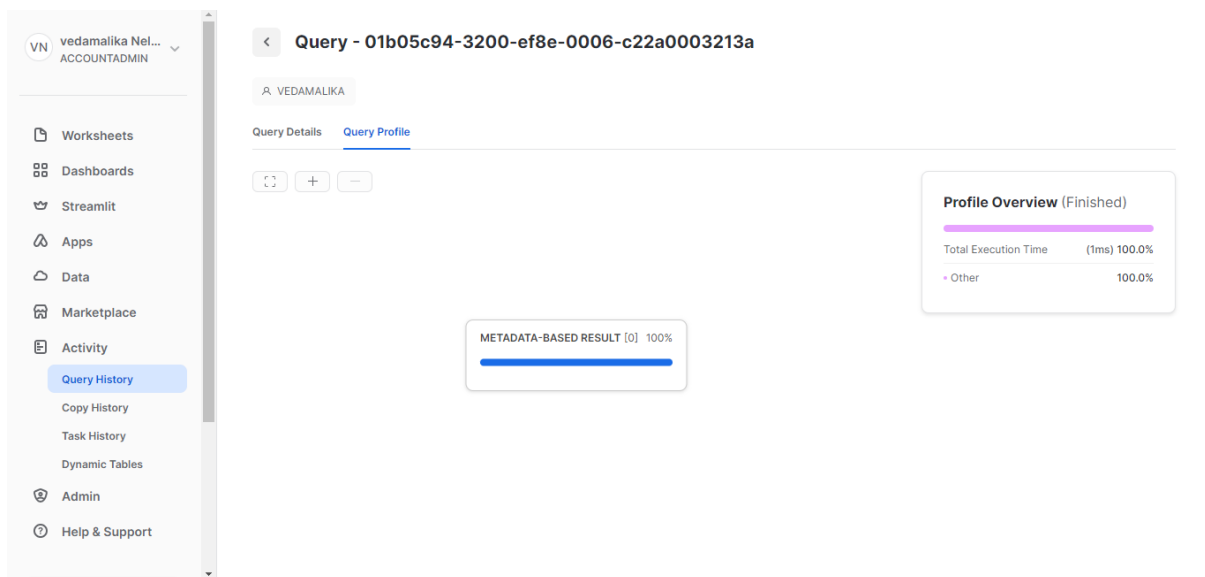 VN
vedamalika Nel...
ACCOUNTADMIN
Worksheets
Dashboards
Streamlit
Apps
Data
Marketplace
Activity
Query History
Copy History
Task History
Dynamic Tables
Admin
Help & Support
Query - 01b05c94-3200-ef8e-0006-c22a0003213a
VEDAMALIKA
Query Details Query Profile
Profile Overview (Finished)
Total Execution Time (1ms) 100.0%
Other 100.0%
METADATA-BASED RESULT [0] 100%